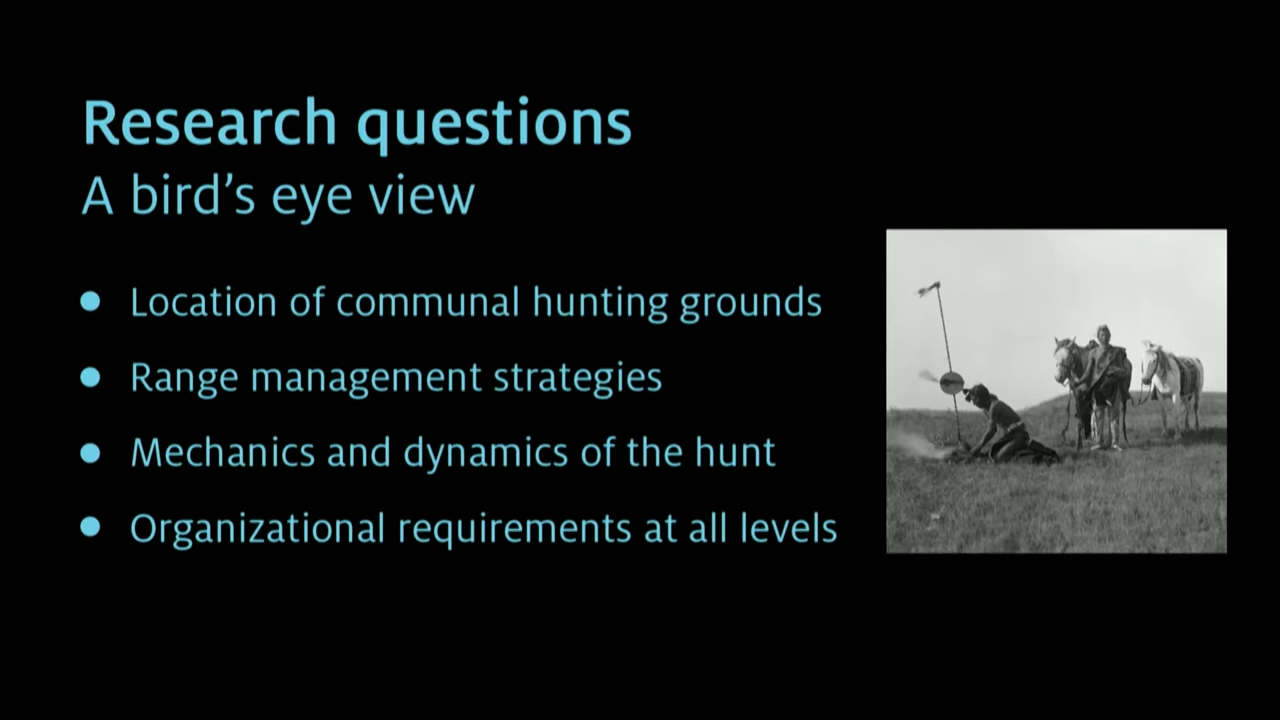 Research questions
A bird’s eye view
● Location of communal hunting grounds
● Range management strategies
● Mechanics and dynamics of the hunt
● Organizational requirements at all levels